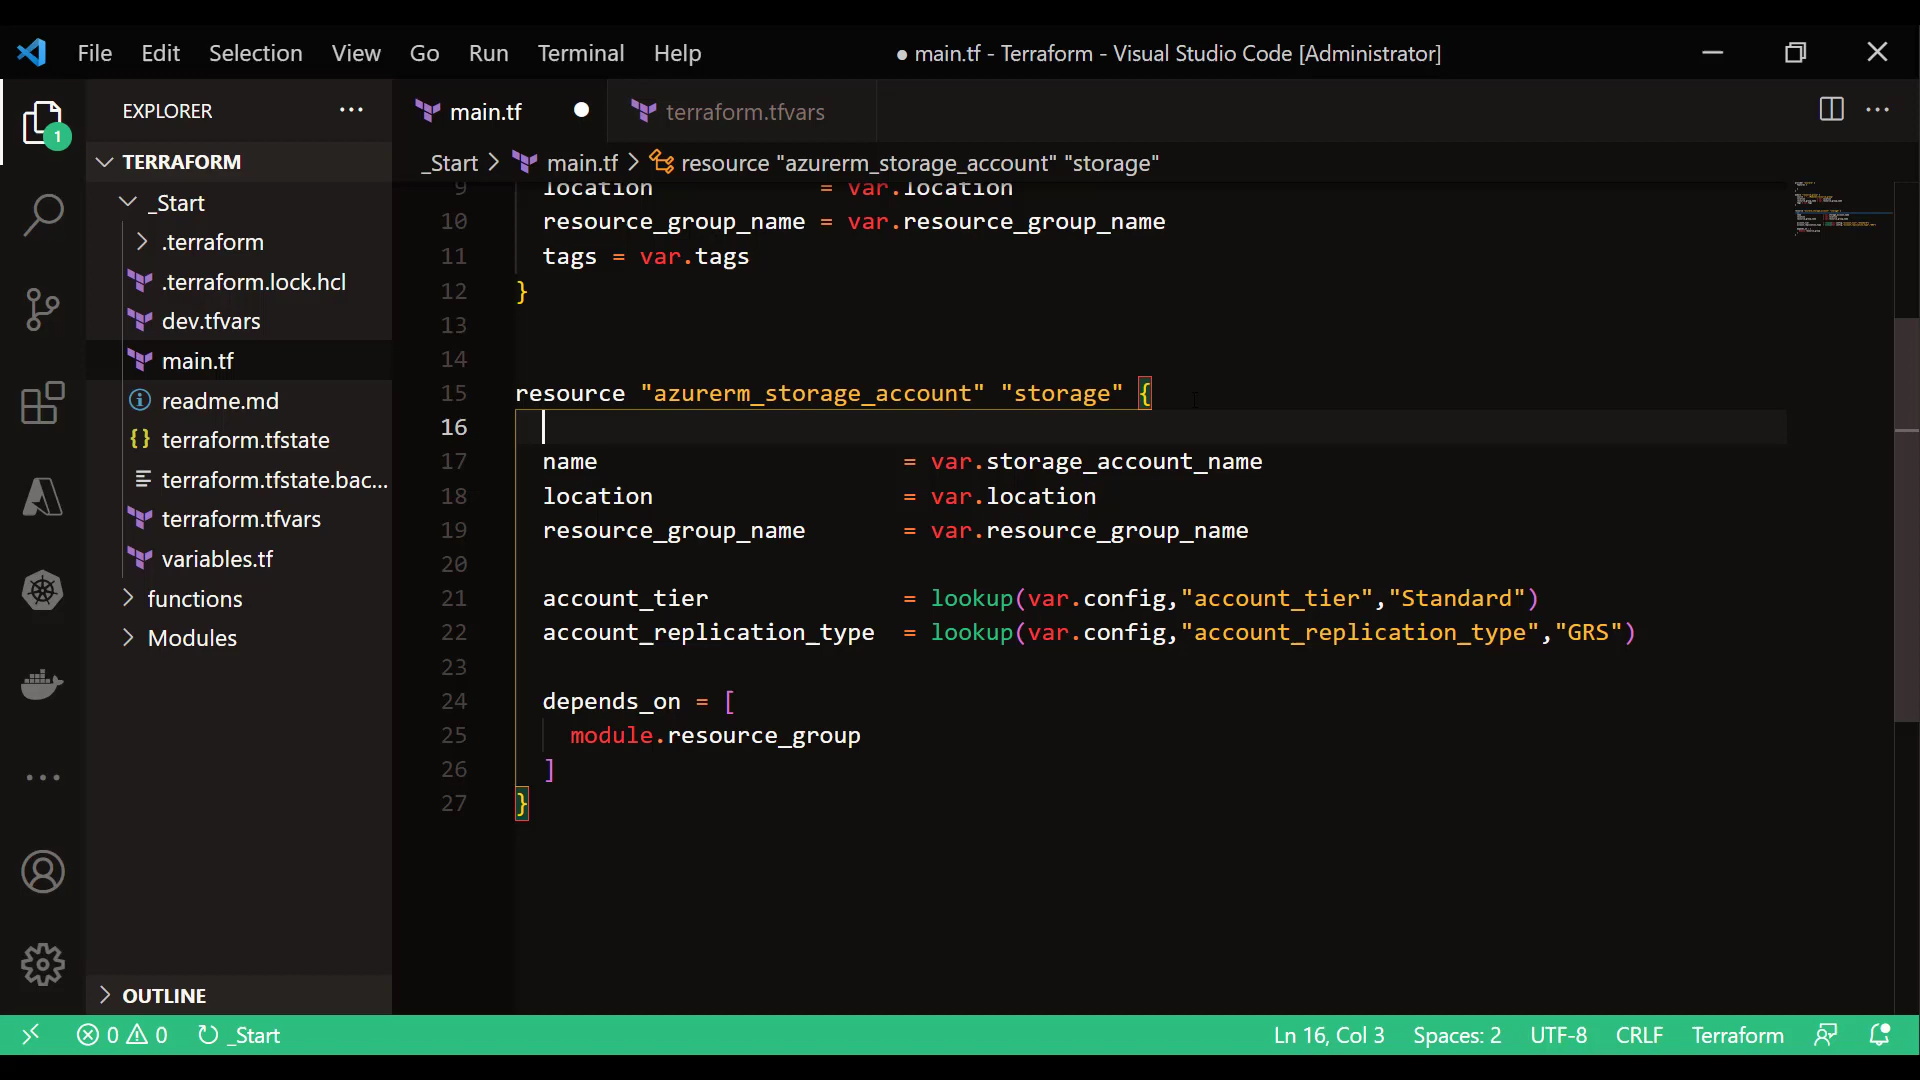 File Edit Selection View Go Run Terminal Help
● main.tf - Terraform - Visual Studio Code [Administrator]
EXPLORER
1
TERRAFORM
_Start
.terraform
.terraform.lock.hcl
dev.tfvars
main.tf
readme.md
terraform.tfstate
terraform.tfstate.bac...
terraform.tfvars
variables.tf
functions
Modules
OUTLINE
main.tf
terraform.tfvars
_Start > main.tf > resource "azurerm_storage_account" "storage"
9 location = var.location
10 resource_group_name = var.resource_group_name
11 tags = var.tags
12 }
13
14
15 resource "azurerm_storage_account" "storage" {
16
17 name = var.storage_account_name
18 location = var.location
19 resource_group_name = var.resource_group_name
20
21 account_tier = lookup(var.config,"account_tier","Standard")
22 account_replication_type = lookup(var.config,"account_replication_type","GRS")
23
24 depends_on = [
25 module.resource_group
26 ]
27 }
0 0 _Start
Ln 16, Col 3 Spaces: 2 UTF-8 CRLF Terraform